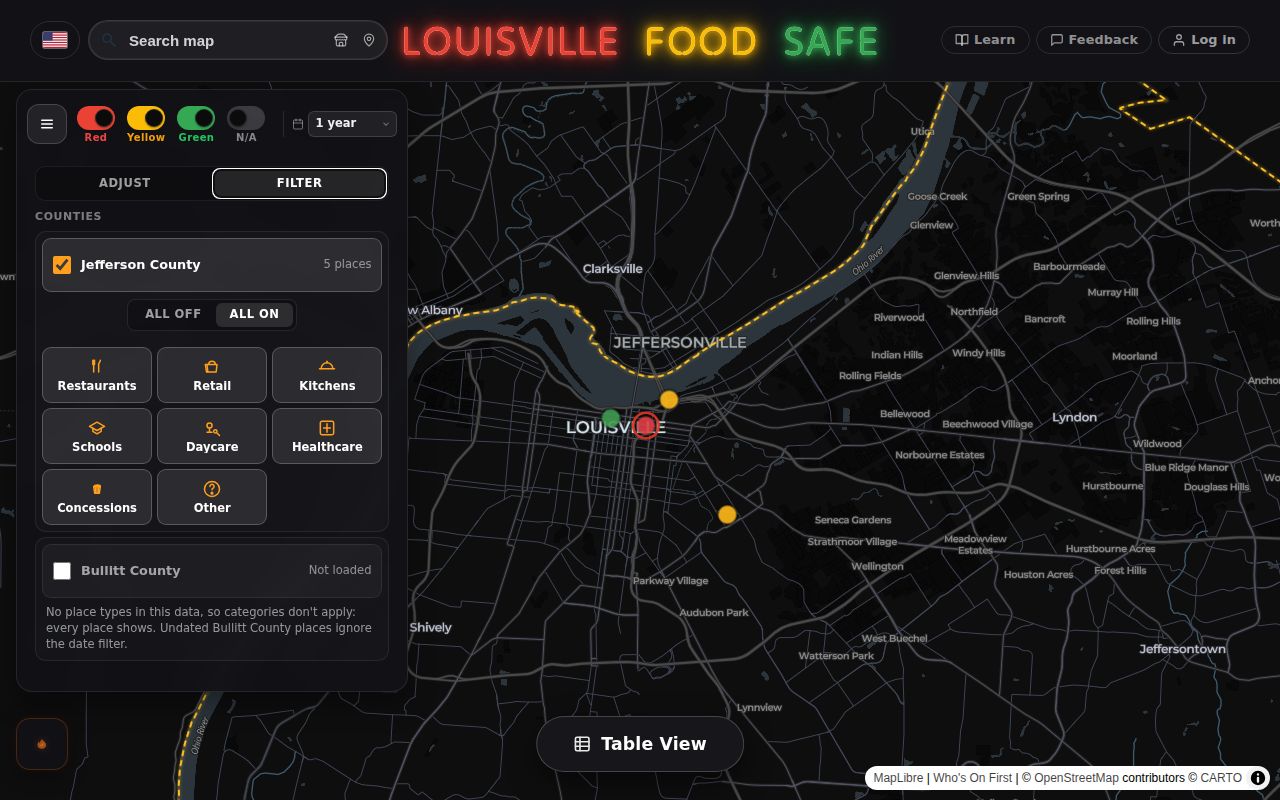 Search map
LOUISVILLE FOOD SAFE
Learn
Feedback
Log In
Red
Yellow
Green
N/A
1 year
ADJUST
FILTER
COUNTIES
Jefferson County
5 places
ALL OFF
ALL ON
Restaurants
Retail
Kitchens
Schools
Daycare
Healthcare
Concessions
Other
Bullitt County
Not loaded
No place types in this data, so categories don't apply:
every place shows. Undated Bullitt County places ignore
the date filter.
Utica
Goose Creek
Green Spring
Worth
Glenview
Ohio River
Clarksville
Glenview Hills
Barbourmeade
Murray Hill
w Albany
Riverwood
Northfield
Bancroft
Rolling Hills
JEFFERSONVILLE
Indian Hills
Windy Hills
Moorland
Rolling Fields
Anchor
Bellewood
Beechwood Village
Lyndon
LOUISVILLE
Wildwood
Norbourne Estates
Blue Ridge Manor
Hurstbourne
Douglass Hills
Seneca Gardens
Strathmoor Village
Meadowview
Estates
Hurstbourne Acres
Wellington
Houston Acres
Forest Hills
Parkway Village
Audubon Park
Shively
West Buechel
Watterson Park
Jeffersontown
Lynnview
Ohio River
Table View
MapLibre | Who's On First | © OpenStreetMap contributors © CARTO